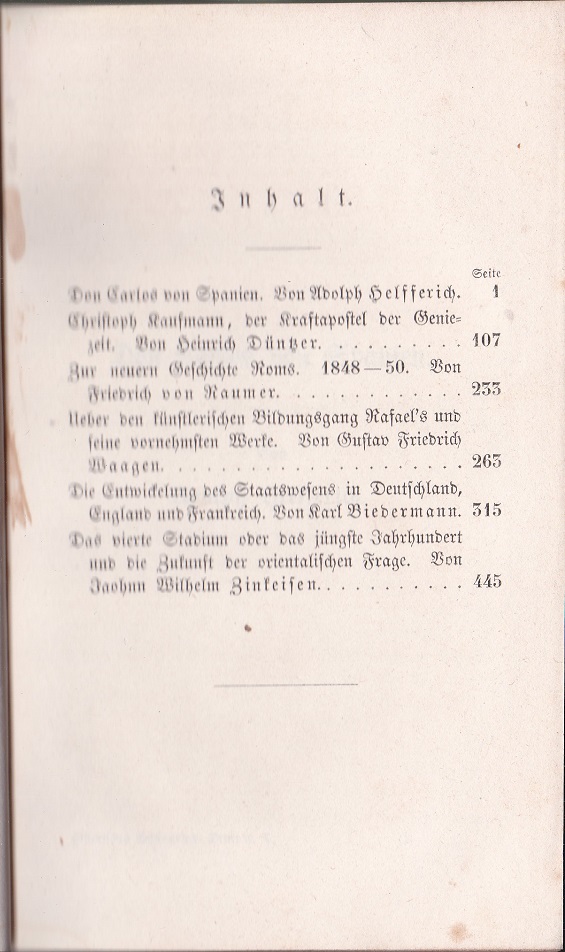 Inhalt.
Seite
Don Carlos von Spanien. Von Adolph Helfferich. 1
Christoph Kaufmann, der Kraftapostel der Genie=
zeit. Von Heinrich Düntzer. . . . . . . . . . 107
Zur neuern Geschichte Roms. 1848—50. Von
Friedrich von Raumer. . . . . . . . . . . . . 233
Ueber den künstlerischen Bildungsgang Rafael's und
seine vornehmsten Werke. Von Gustav Friedrich
Waagen. . . . . . . . . . . . . . . . . . . . . 263
Die Entwickelung des Staatswesens in Deutschland,
England und Frankreich. Von Karl Biedermann. 315
Das vierte Stadium oder das jüngste Jahrhundert
und die Zukunft der orientalischen Frage. Von
Jaohnn Wilhelm Zinkeisen. . . . . . . . . . . 445